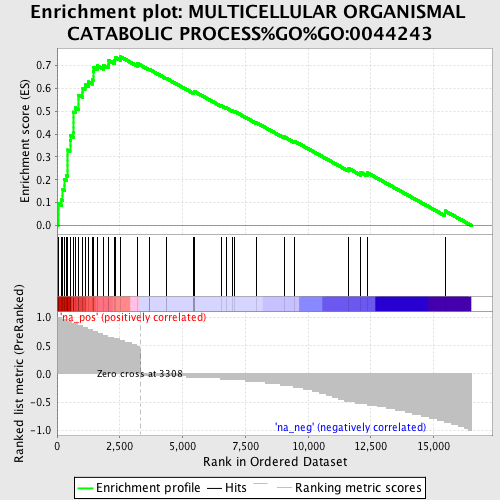 Enrichment plot: MULTICELLULAR ORGANISMAL
CATABOLIC PROCESS%GO%GO:0044243
Enrichment score (ES)
0.7
0.6
0.5
0.4
0.3
0.2
0.1
0.0
Ranked list metric (PreRanked)
1.0
0.5
0.0
-0.5
-1.0
'na_pos' (positively correlated)
Zero cross at 3308
'na_neg' (negatively correlated)
0
2,500
5,000
7,500
10,000
12,500
15,000
Rank in Ordered Dataset
Enrichment profile
Hits
Ranking metric scores